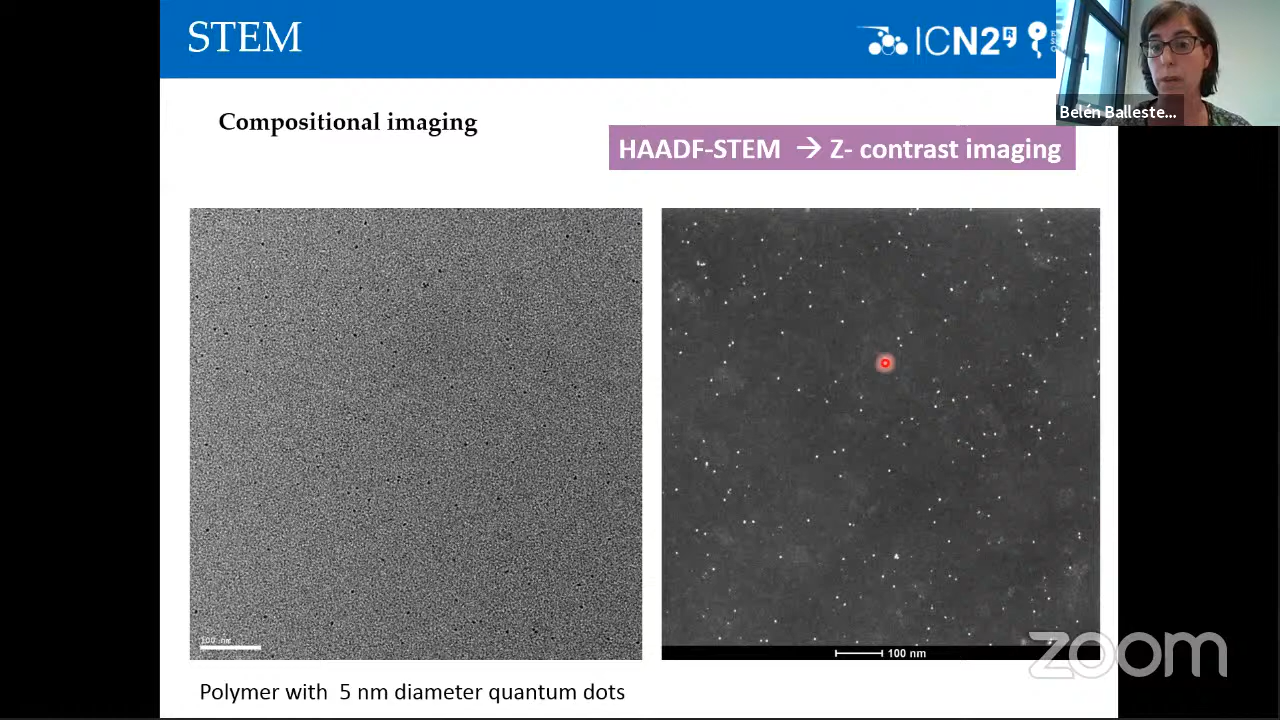 STEM
ICN2
Belén Balleste...
Compositional imaging
HAADF-STEM → Z- contrast imaging
100 nm
100 nm
zoom
Polymer with 5 nm diameter quantum dots